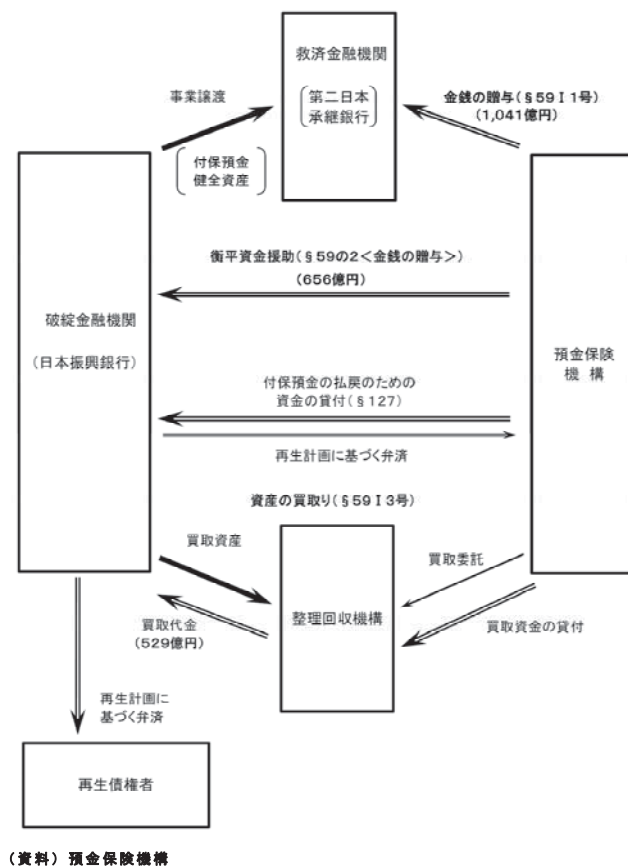 救済金融機関
第二日本
承継銀行
事業譲渡
付保預金
健全資産
金銭の贈与(§59Ⅰ1号)
(1,041億円)
衡平資金援助(§59の2<金銭の贈与>)
(656億円)
破綻金融機関
(日本振興銀行)
預金保険
機 構
付保預金の払戻のための
資金の貸付(§127)
再生計画に基づく弁済
資産の買取り(§59Ⅰ3号)
買取資産
買取委託
整理回収機構
買取代金
(529億円)
買取資金の貸付
再生計画に
基づく弁済
再生債権者
(資料) 預金保険機構